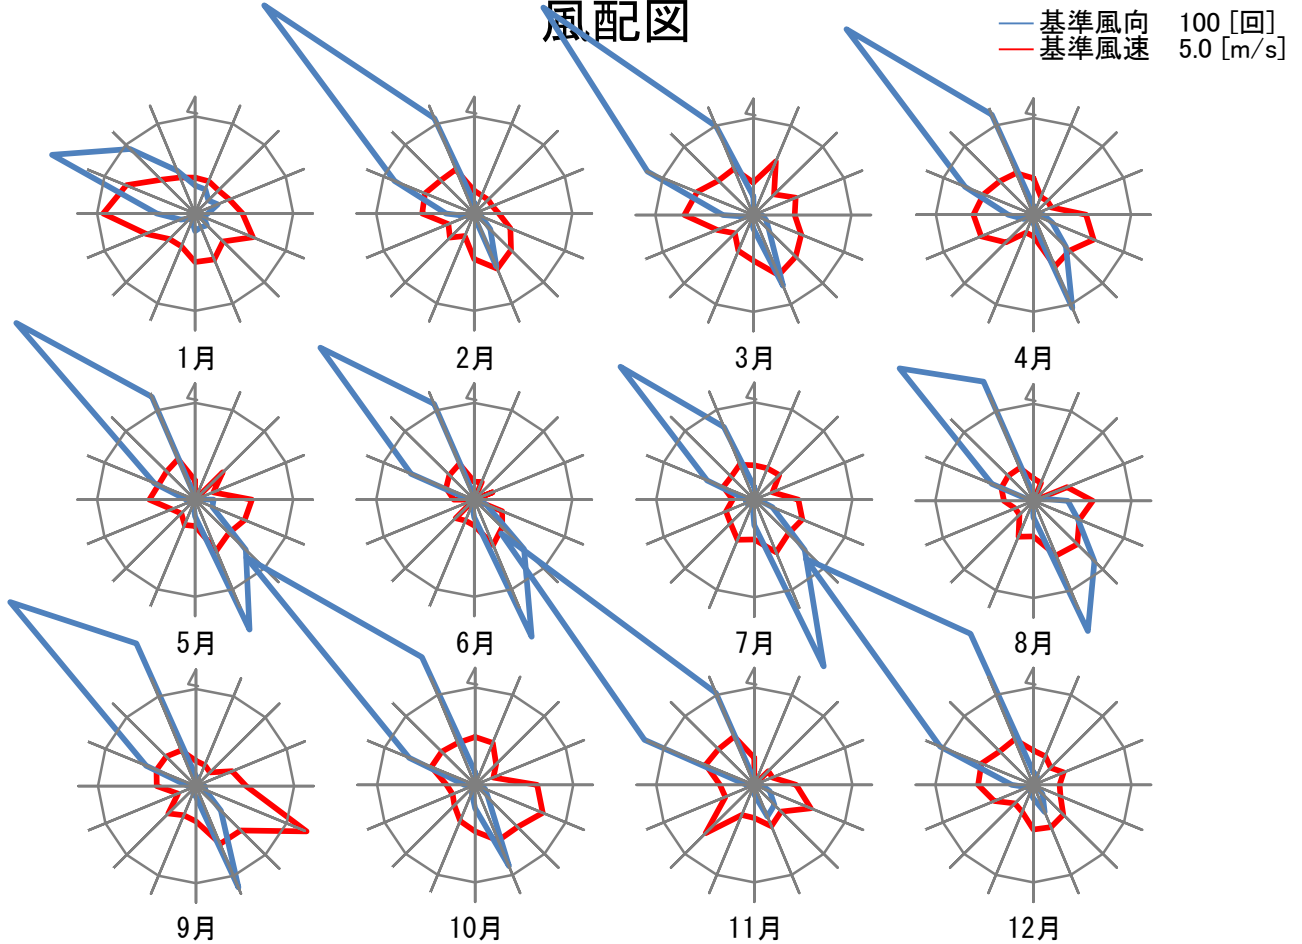 風配図
基準風向 100 [回]
基準風速 5.0 [m/s]
1月
2月
3月
4月
5月
6月
7月
8月
9月
10月
11月
12月